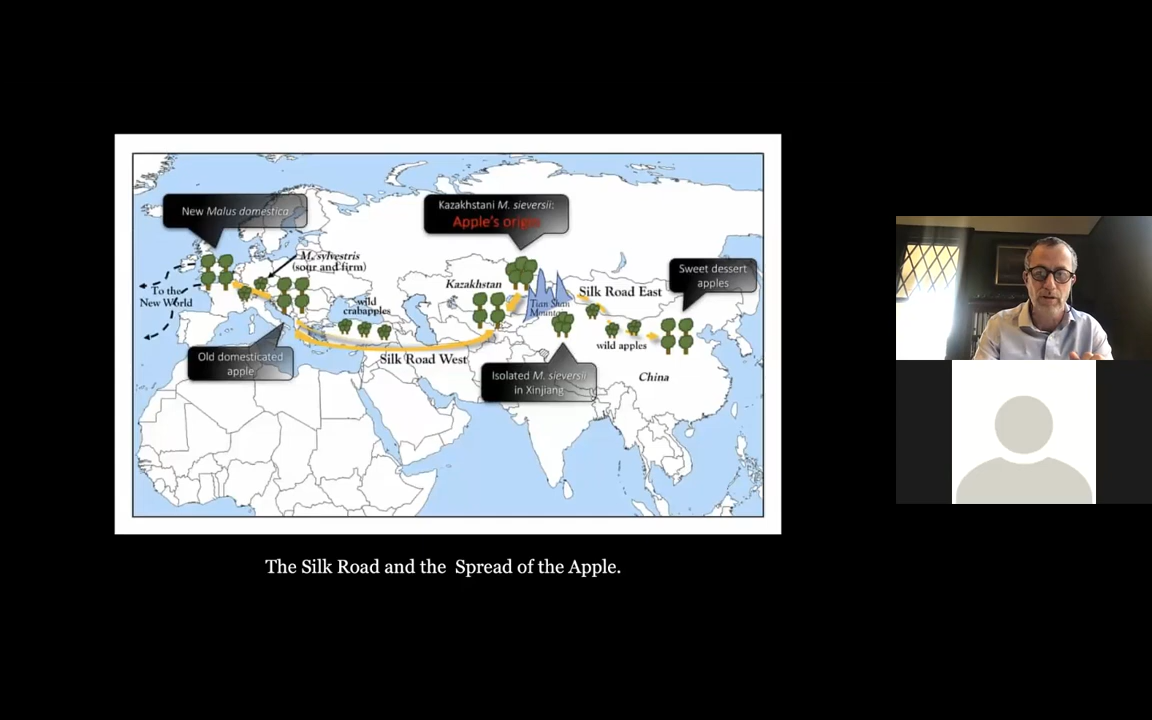 New Malus domestica
Kazakhstani M. sieversii:
Apple's origin
M. sylvestris
(sour and firm)
Sweet dessert
apples
To the
New World
Kazakhstan
Silk Road East
wild
crabapples
Tian Shan
Mountains
wild apples
Silk Road West
Old domesticated
apple
Isolated M. sieversii
in Xinjiang
China
The Silk Road and the Spread of the Apple.